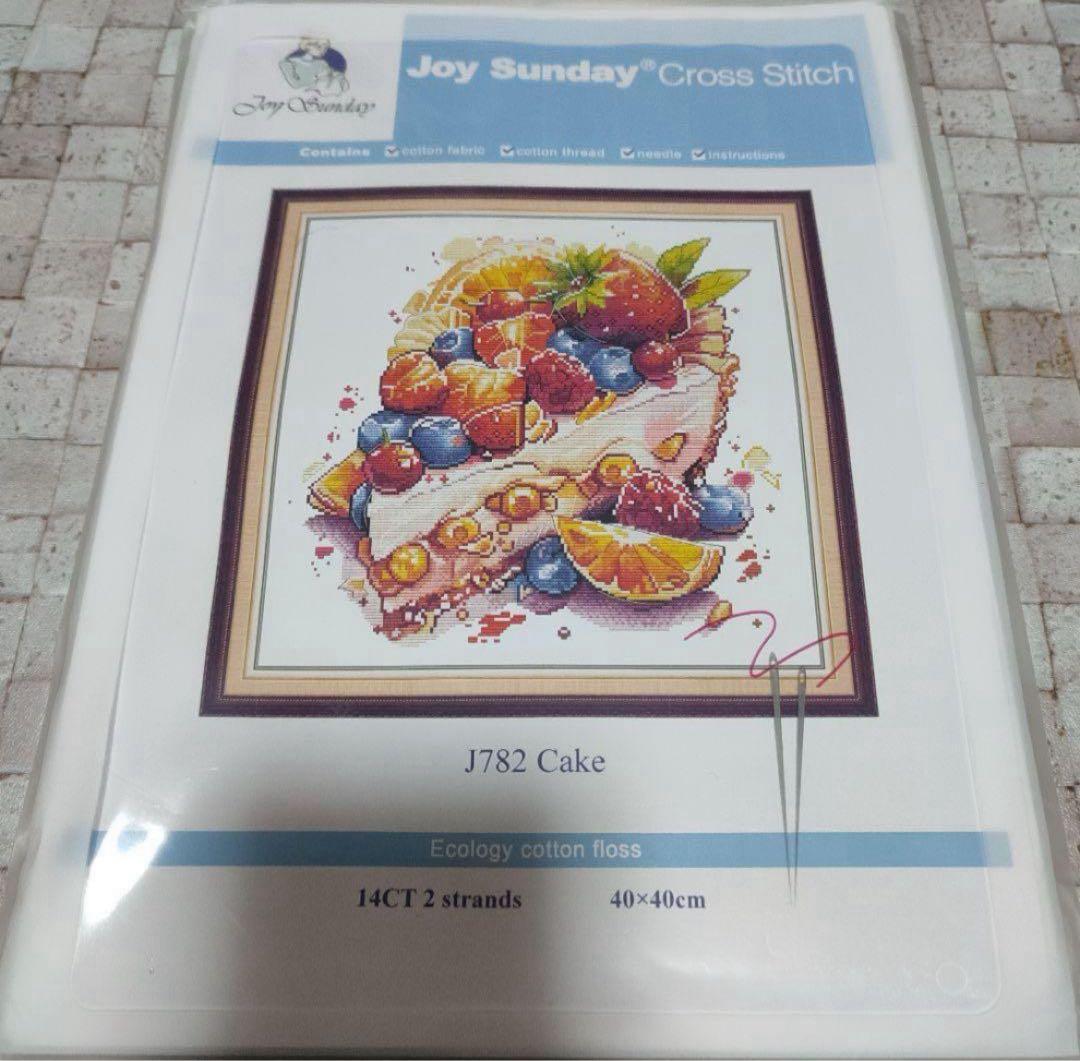 Joy Sunday
Joy Sunday® Cross Stitch
Contains cotton fabric cotton thread needle instructions
J782 Cake
Ecology cotton floss
14CT 2 strands 40×40cm